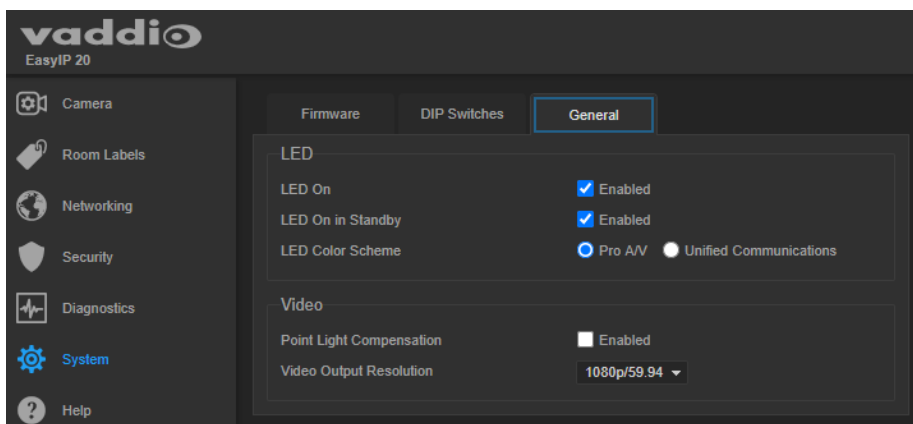 vaddio
EasyIP 20
Camera
Room Labels
Networking
Security
Diagnostics
System
Help
Firmware DIP Switches General
LED
LED On Enabled
LED On in Standby Enabled
LED Color Scheme Pro A/V Unified Communications
Video
Point Light Compensation Enabled
Video Output Resolution 1080p/59.94